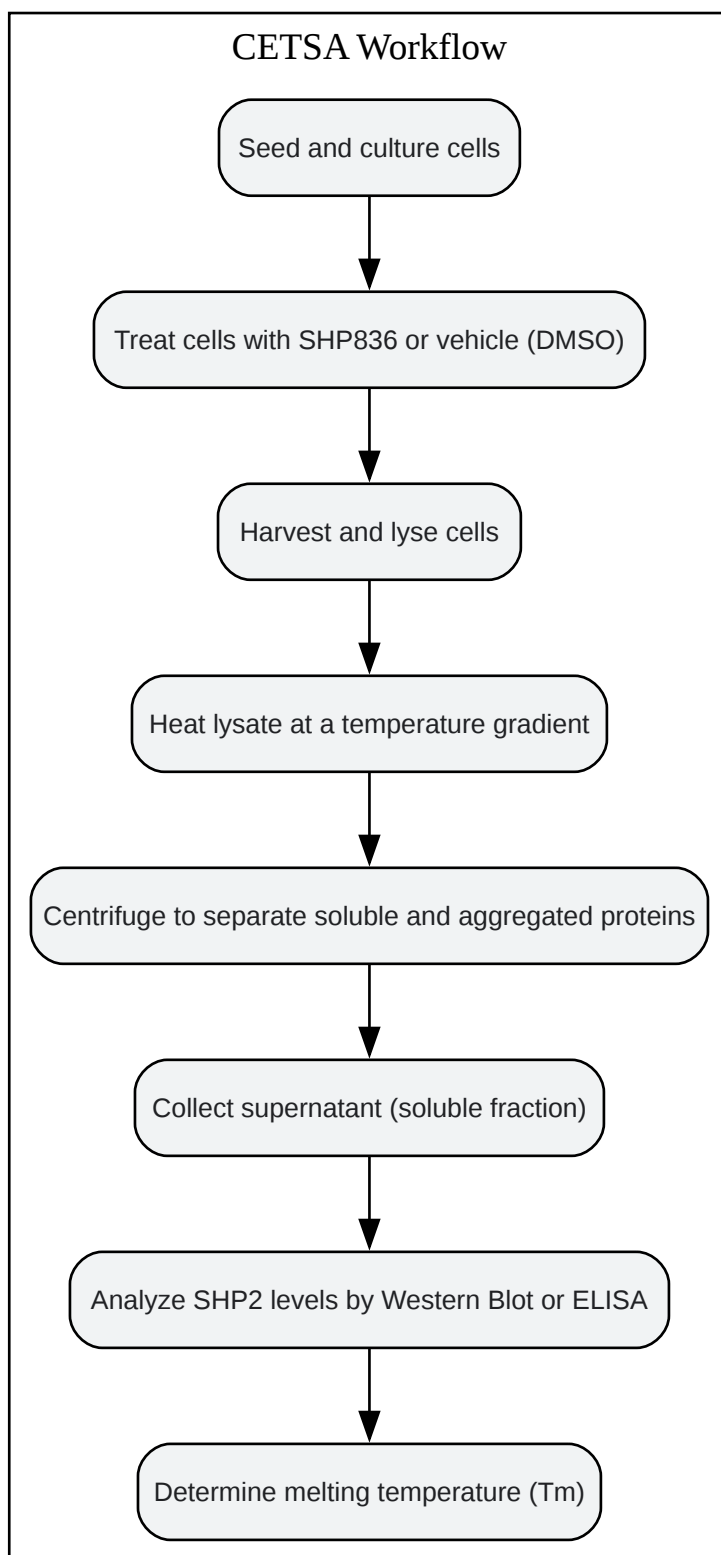 CETSA Workflow
Seed and culture cells
Treat cells with SHP836 or vehicle (DMSO)
Harvest and lyse cells
Heat lysate at a temperature gradient
Centrifuge to separate soluble and aggregated proteins
Collect supernatant (soluble fraction)
Analyze SHP2 levels by Western Blot or ELISA
Determine melting temperature (Tm)